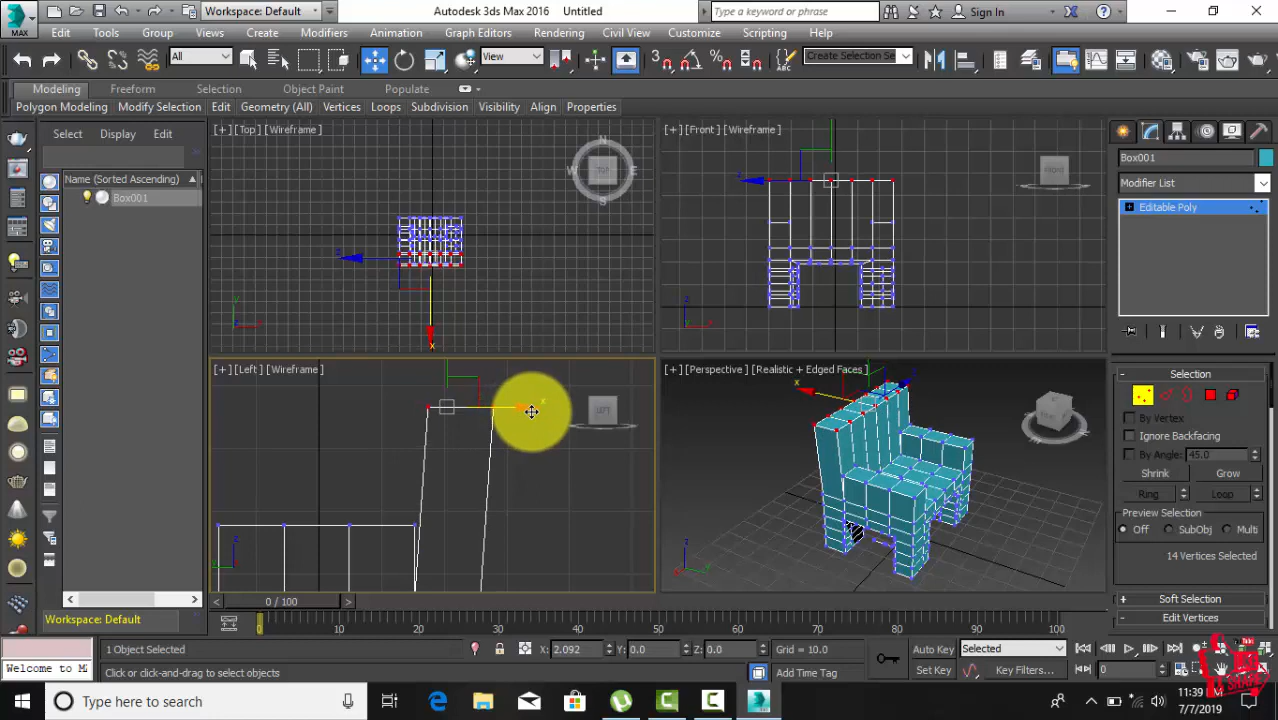 Workspace: Default
Autodesk 3ds Max 2016
Untitled
Type a keyword or phrase
Sign In
MAX
Edit
Tools
Group
Views
Create
Modifiers
Animation
Graph Editors
Rendering
Civil View
Customize
Scripting
Help
All
View
Create Selection Se
Modeling
Freeform
Selection
Object Paint
Populate
Polygon Modeling
Modify Selection
Edit
Geometry (All)
Vertices
Loops
Subdivision
Visibility
Align
Properties
Select
Display
Edit
Name (Sorted Ascending)
Box001
[+] [Top] [Wireframe]
N
W
TOP
E
S
[+] [Front] [Wireframe]
FRONT
[+] [Left] [Wireframe]
LEFT
[+] [Perspective] [Realistic + Edged Faces]
Box001
Modifier List
Editable Poly
Selection
By Vertex
Ignore Backfacing
By Angle: 45.0
Shrink
Grow
Ring
Loop
Preview Selection
Off
SubObj
Multi
14 Vertices Selected
Soft Selection
Edit Vertices
Workspace: Default
0 / 100
0
10
20
30
40
50
60
70
80
90
100
1 Object Selected
X: 2.092
Y: 0.0
Z: 0.0
Grid = 10.0
Auto Key
Selected
Welcome to M
Click or click-and-drag to select objects
Add Time Tag
Set Key
Key Filters...
0
Type here to search
11:39
7/7/2019